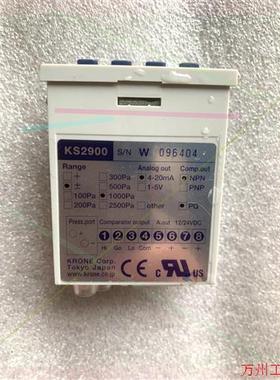 KS2900 S/N W 096404
Range Analog out Comp.out
+ 300Pa 4-20mA NPN
± 500Pa 1-5V PNP
100Pa 1000Pa
200Pa 2500Pa other PG
Press.port Comparator output A.out 12/24VDC
1 2 3 4 5 6 7 8
Hi Go Lo Com - + - +
KRONE Corp.
Tokyo Japan
www.krone.co.jp
CE c UL US
万州工